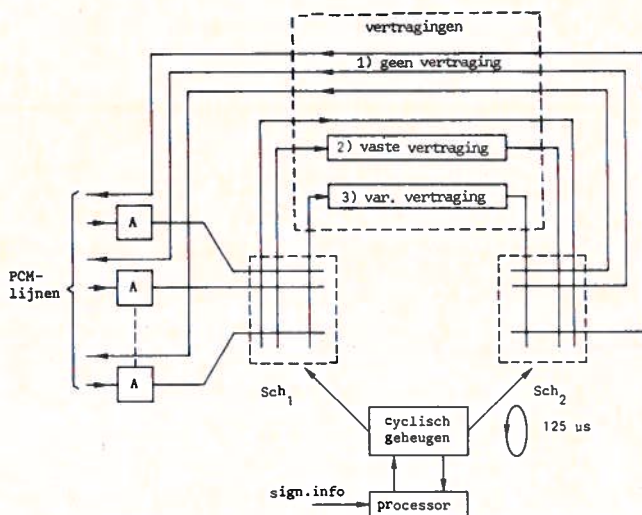 vertragingen
1) geen vertraging
2) vaste vertraging
3) var. vertraging
A
PCM-
lijnen
A
A
Sch1
Sch2
cyclisch
geheugen
125 us
sign.info
processor